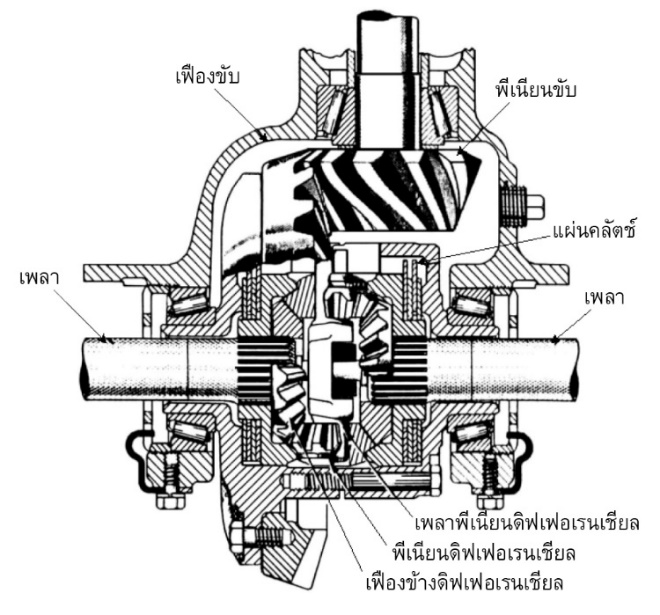 เฟืองขับ
พีเนียนขับ
แผ่นคลัตช์
เพลา
เพลา
เพลาพีเนียนดิฟเฟอเรนเชียล
พีเนียนดิฟเฟอเรนเชียล
เฟืองข้างดิฟเฟอเรนเชียล